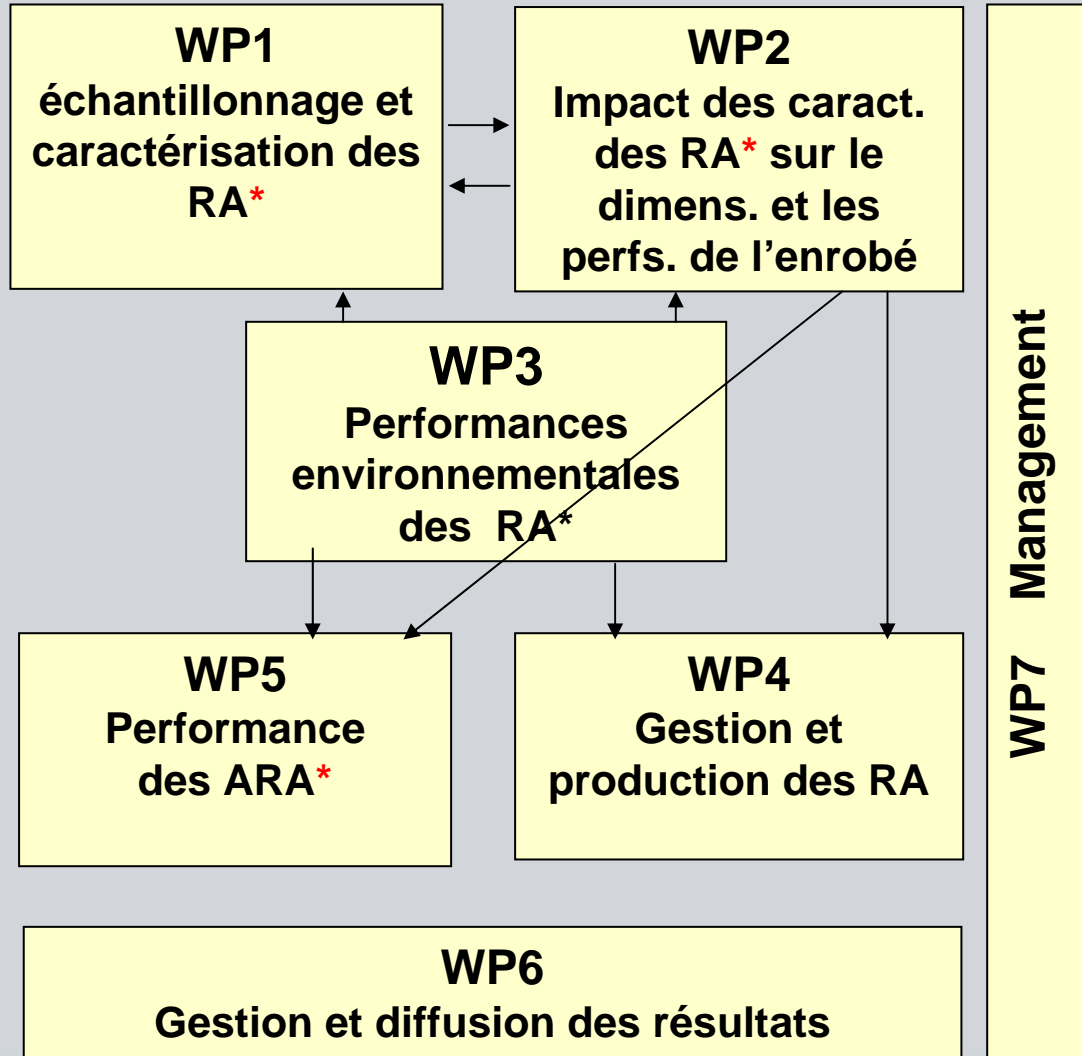 WP1
échantillonnage et
caractérisation des
RA*
WP2
Impact des caract.
des RA* sur le
dimens. et les
perfs. de l’enrobé
WP3
Performances
environnementales
des RA*
WP5
Performance
des ARA*
WP4
Gestion et
production des RA
WP6
Gestion et diffusion des résultats
WP7 Management